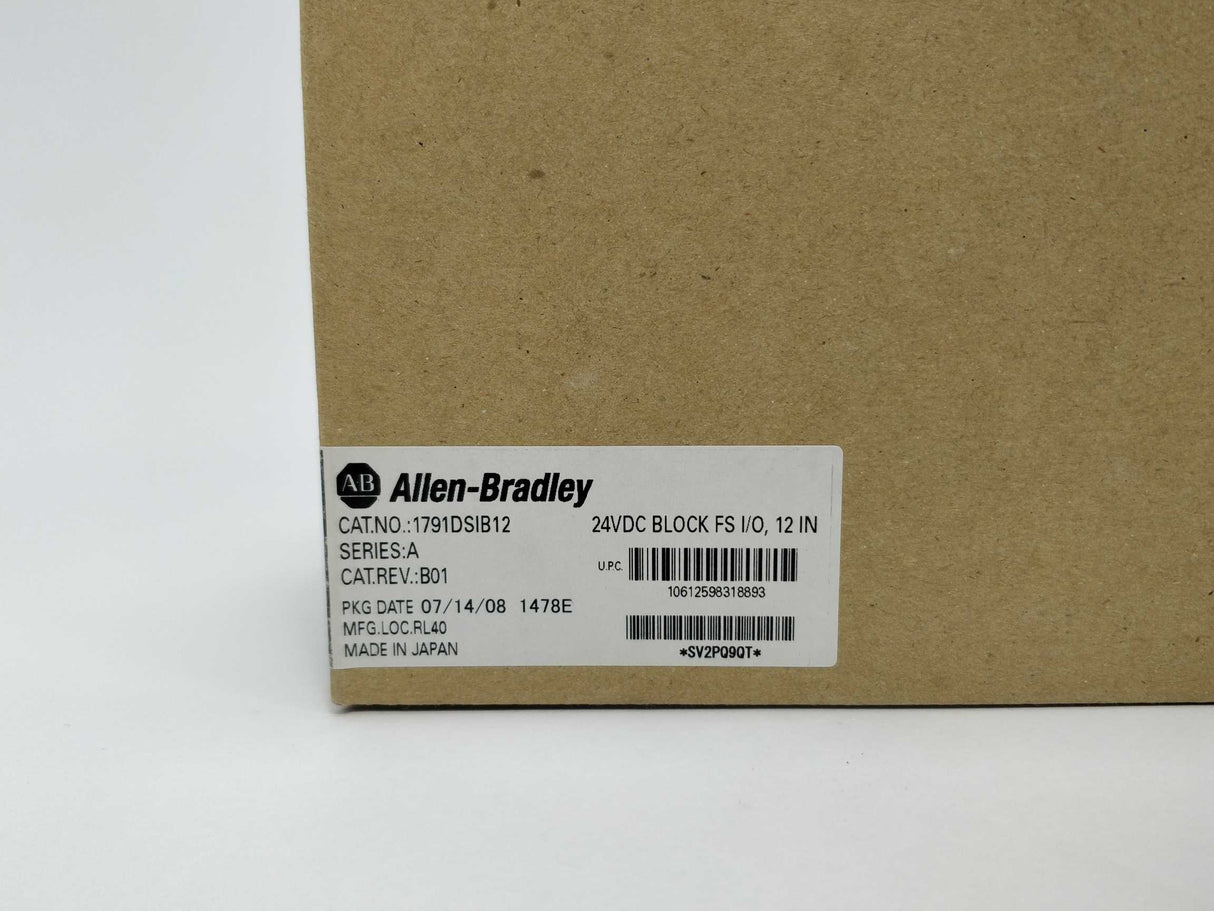 AB Allen-Bradley
CAT.NO.:1791DSIB12 24VDC BLOCK FS I/O, 12 IN
SERIES:A
U.P.C.
CAT.REV.:B01
10612598318893
PKG DATE 07/14/08 1478E
MFG.LOC.RL40
MADE IN JAPAN
*SV2PQ9QT*